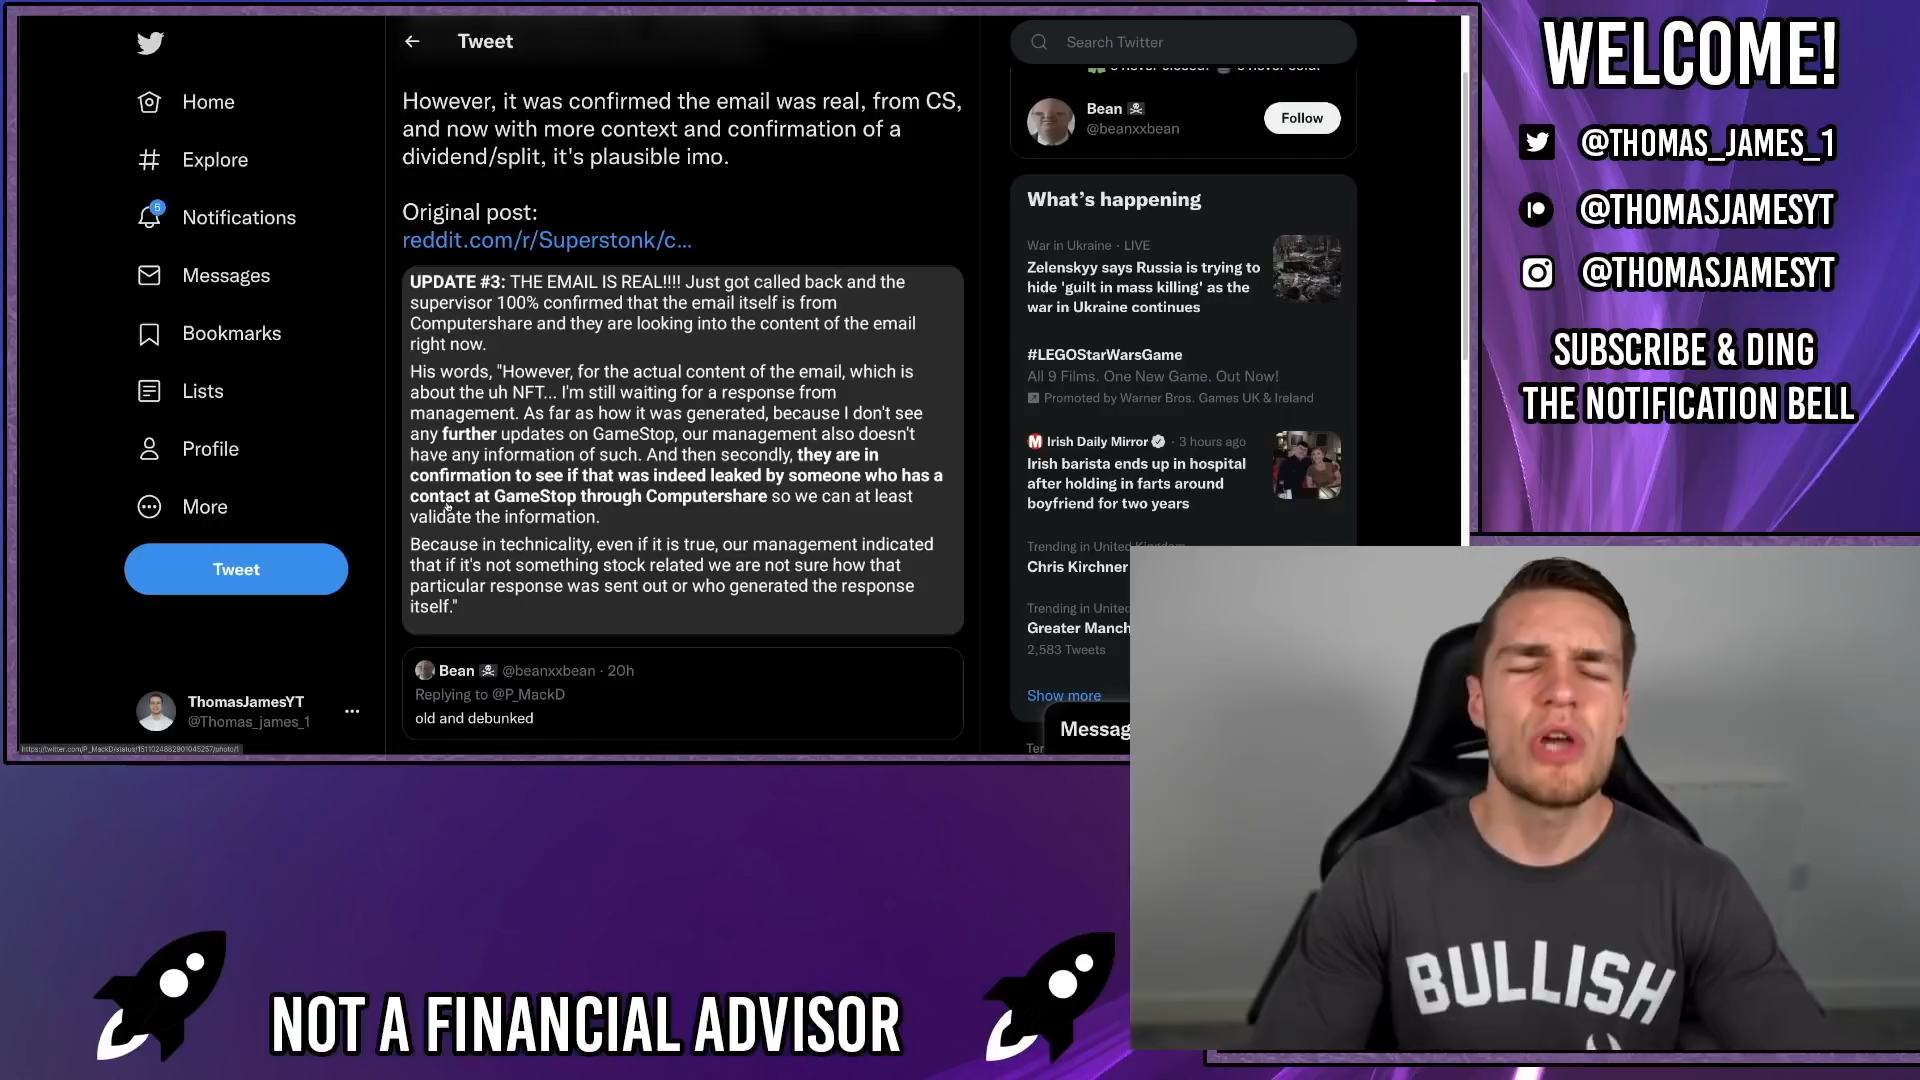 Tweet
Home
Explore
5
Notifications
Messages
Bookmarks
Lists
Profile
More
Tweet
ThomasJamesYT
@Thomas_james_1
However, it was confirmed the email was real, from CS,
and now with more context and confirmation of a
dividend/split, it's plausible imo.
Original post:
reddit.com/r/Superstonk/c...
UPDATE #3: THE EMAIL IS REAL!!!! Just got called back and the
supervisor 100% confirmed that the email itself is from
Computershare and they are looking into the content of the email
right now.
His words, "However, for the actual content of the email, which is
about the uh NFT... I'm still waiting for a response from
management. As far as how it was generated, because I don't see
any further updates on GameStop, our management also doesn't
have any information of such. And then secondly, they are in
confirmation to see if that was indeed leaked by someone who has a
contact at GameStop through Computershare so we can at least
validate the information.
Because in technicality, even if it is true, our management indicated
that if it's not something stock related we are not sure how that
particular response was sent out or who generated the response
itself."
Bean @beanxxbean · 20h
Replying to @P_MackD
old and debunked
Search Twitter
Bean
@beanxxbean
Follow
What's happening
War in Ukraine · LIVE
Zelenskyy says Russia is trying to
hide 'guilt in mass killing' as the
war in Ukraine continues
#LEGOStarWarsGame
All 9 Films. One New Game. Out Now!
Promoted by Warner Bros. Games UK & Ireland
Irish Daily Mirror · 3 hours ago
Irish barista ends up in hospital
after holding in farts around
boyfriend for two years
Trending in United Kingdom
Chris Kirchner
Trending in United
Greater Manch
2,583 Tweets
Show more
Messag
WELCOME!
@THOMAS_JAMES_1
@THOMASJAMESYT
@THOMASJAMESYT
SUBSCRIBE & DING
THE NOTIFICATION BELL
BULLISH
NOT A FINANCIAL ADVISOR